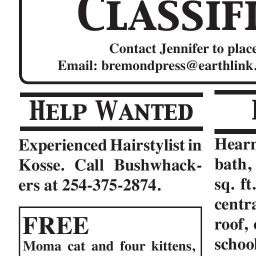 CLASSIFI
Contact Jennifer to place
Email: bremondpress@earthlink.
HELP WANTED
Experienced Hairstylist in
Kosse. Call Bushwhack-
ers at 254-375-2874.
FREE
Moma cat and four kittens,
Hearn
bath,
sq. ft.
centra
roof,
school